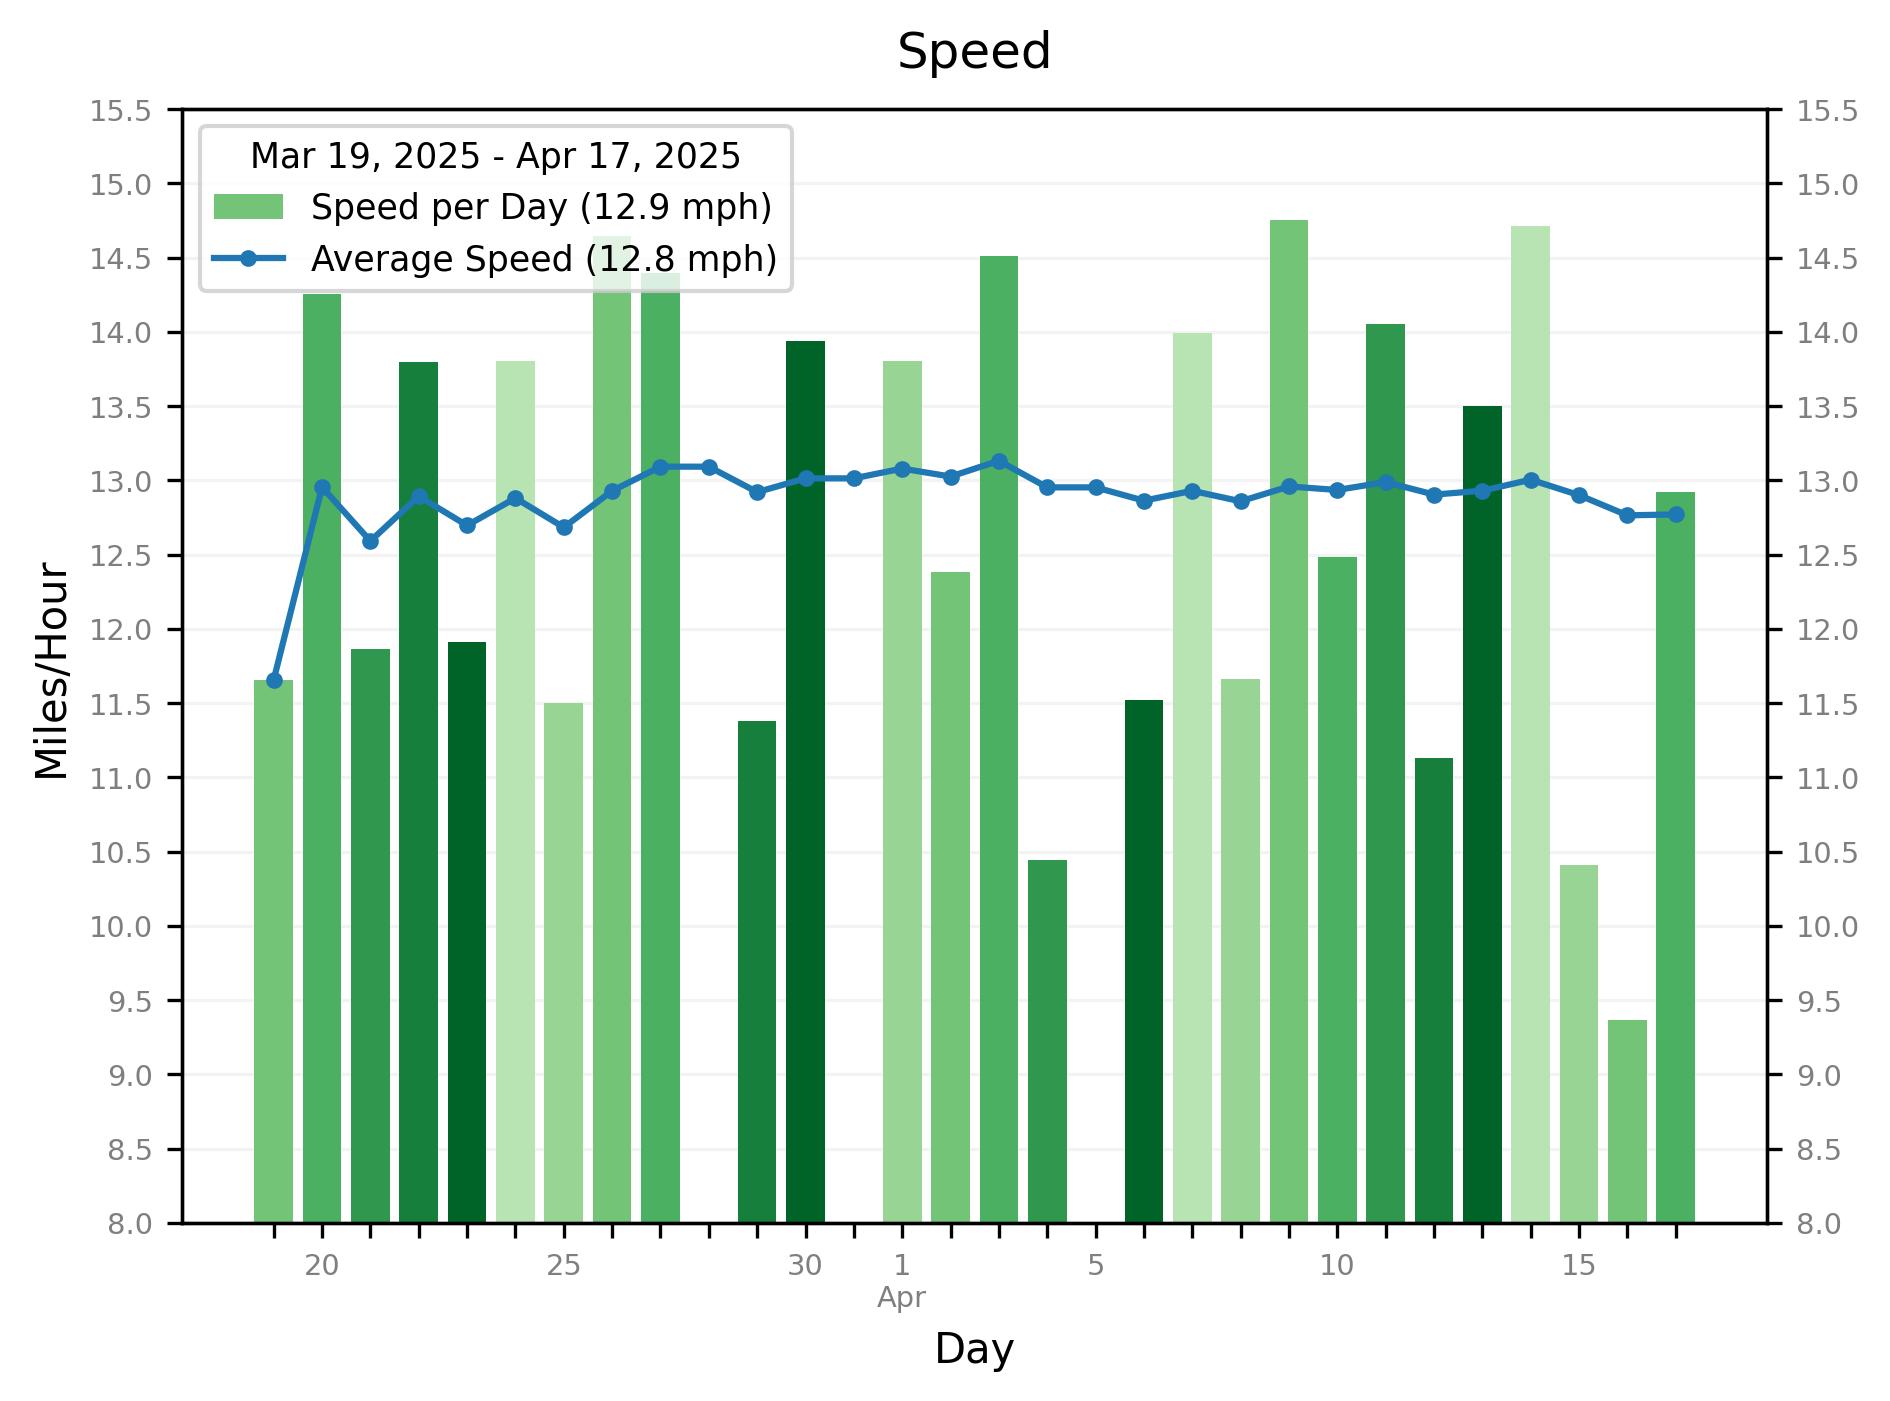 Speed
15.5 15.5
Mar 19, 2025 - Apr 17, 2025
15.0 15.0
Speed per Day (12.9 mph)
14.5 Average Speed (12.8 mph) 14.5
14.0 14.0
13.5 13.5
13.0 13.0
12.5 12.5
12.0 12.0
11.5 11.5
11.0 11.0
10.5 10.5
10.0 10.0
9.5 9.5
9.0 9.0
8.5 8.5
8.0 8.0
Miles/Hour
20 25 30 1 5 10 15
Apr
Day